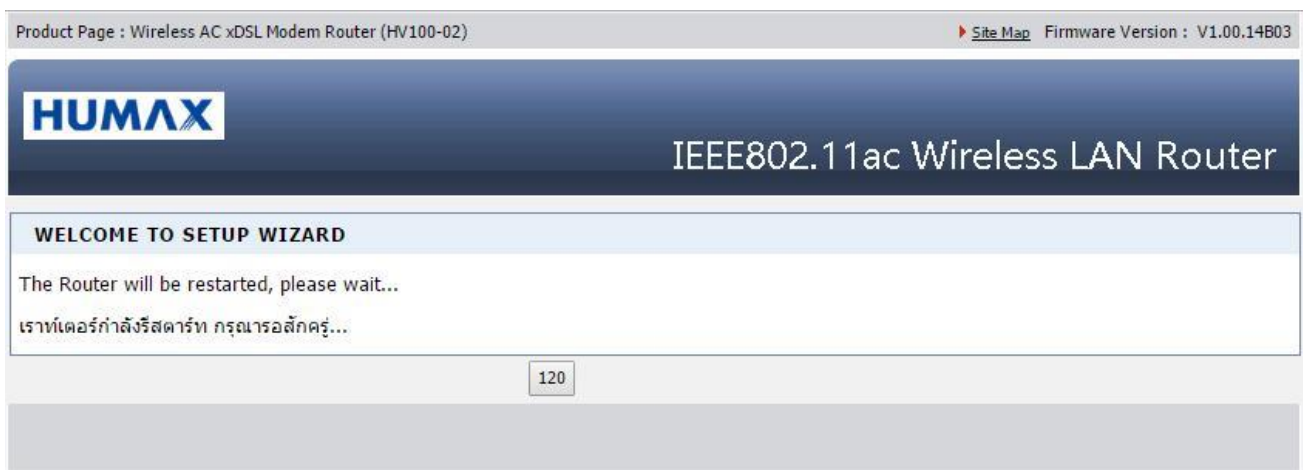 Product Page : Wireless AC xDSL Modem Router (HV100-02)
Site Map Firmware Version : V1.00.14B03
HUMAX
IEEE802.11ac Wireless LAN Router
WELCOME TO SETUP WIZARD
The Router will be restarted, please wait...
เราท์เตอร์กำลังรีสตาร์ท กรุณารอสักครู่...
120